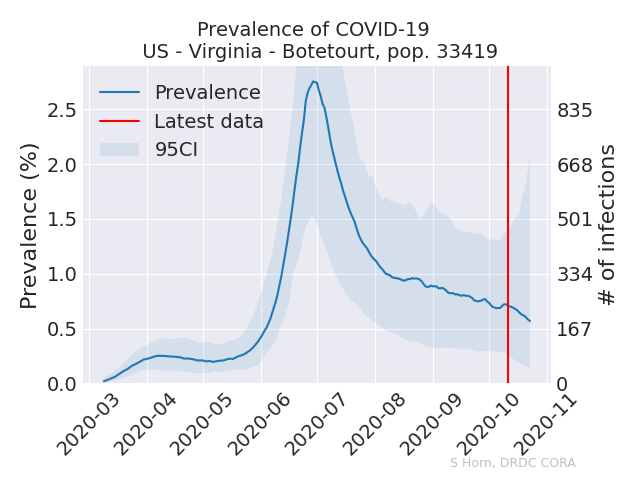 Prevalence of COVID-19
US - Virginia - Botetourt, pop. 33419
Prevalence
Latest data
95CI
Prevalence (%)
2.5
2.0
1.5
1.0
0.5
0.0
# of infections
835
668
501
334
167
0
2020-03
2020-04
2020-05
2020-06
2020-07
2020-08
2020-09
2020-10
2020-11
S Horn, DRDC CORA